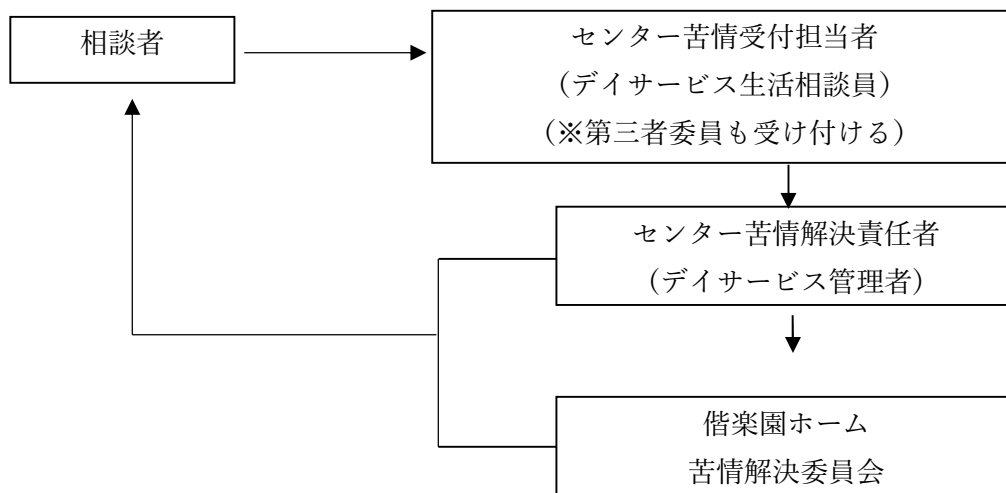 相談者
センター苦情受付担当者
（デイサービス生活相談員）
（※第三者委員も受け付ける）
センター苦情解決責任者
（デイサービス管理者）
偕楽園ホーム
苦情解決委員会